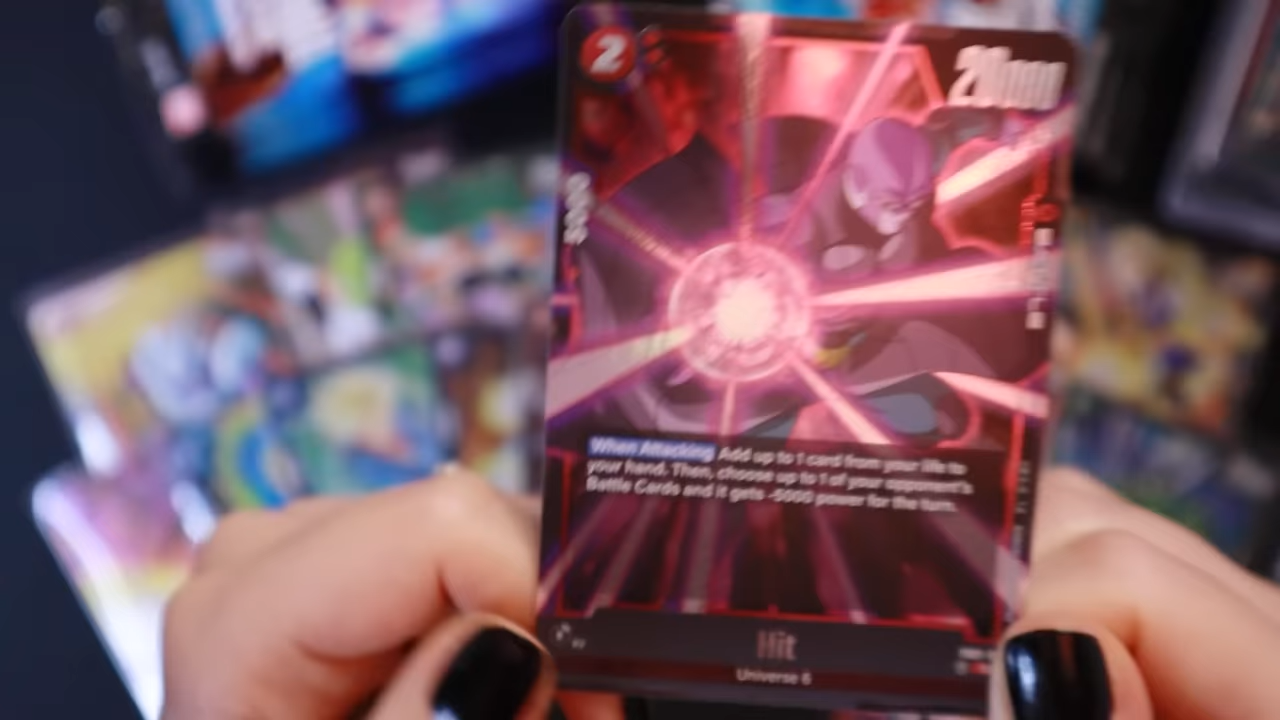 2
20000
5000
When Attacking Add up to 1 card from your life to
your hand. Then, choose up to 1 of your opponent's
Battle Cards and it gets -5000 power for the turn.
Hit
Universe 6